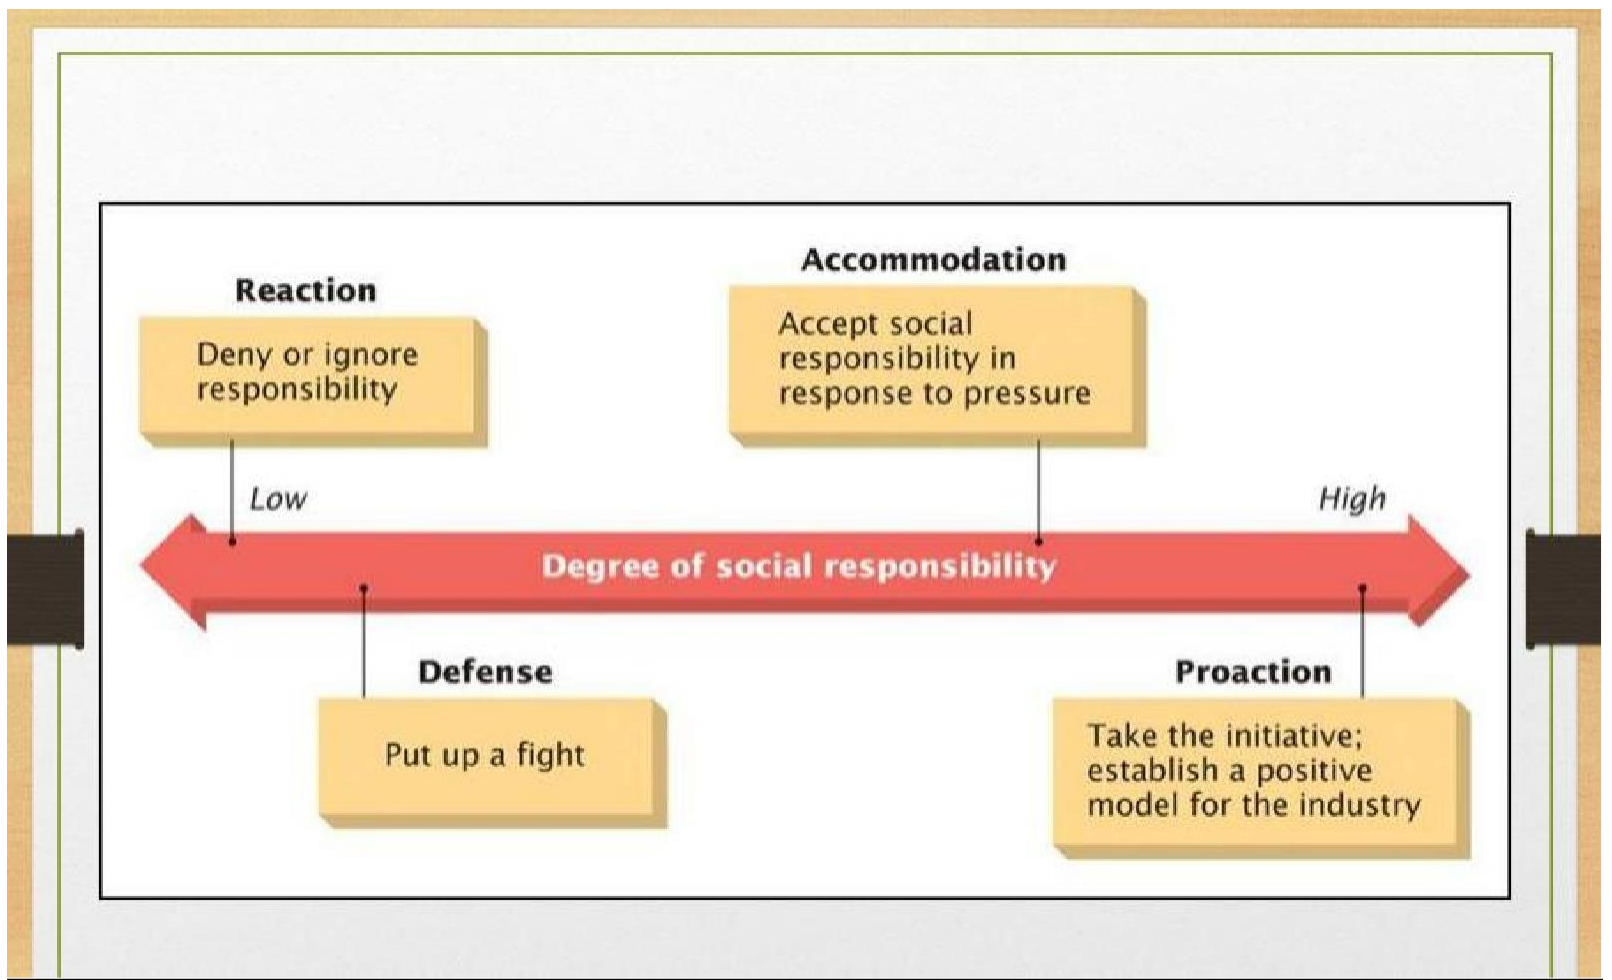 Reaction
Deny or ignore
responsibility
Accommodation
Accept social
responsibility in
response to pressure
Low
High
Degree of social responsibility
Defense
Put up a fight
Proaction
Take the initiative;
establish a positive
model for the industry